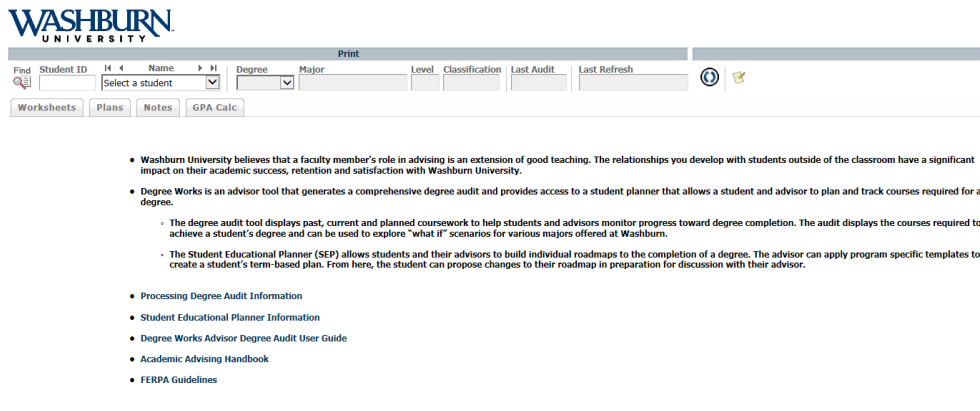 WASHBURN
UNIVERSITY
Print
Find Student ID Name Degree Major Level Classification Last Audit Last Refresh
Select a student
Worksheets Plans Notes GPA Calc
• Washburn University believes that a faculty member's role in advising is an extension of good teaching. The relationships you develop with students outside of the classroom have a significant
impact on their academic success, retention and satisfaction with Washburn University.
• Degree Works is an advisor tool that generates a comprehensive degree audit and provides access to a student planner that allows a student and advisor to plan and track courses required for a
degree.
◦ The degree audit tool displays past, current and planned coursework to help students and advisors monitor progress toward degree completion. The audit displays the courses required to
achieve a student's degree and can be used to explore "what if" scenarios for various majors offered at Washburn.
◦ The Student Educational Planner (SEP) allows students and their advisors to build individual roadmaps to the completion of a degree. The advisor can apply program specific templates to
create a student's term-based plan. From here, the student can propose changes to their roadmap in preparation for discussion with their advisor.
• Processing Degree Audit Information
• Student Educational Planner Information
• Degree Works Advisor Degree Audit User Guide
• Academic Advising Handbook
• FERPA Guidelines